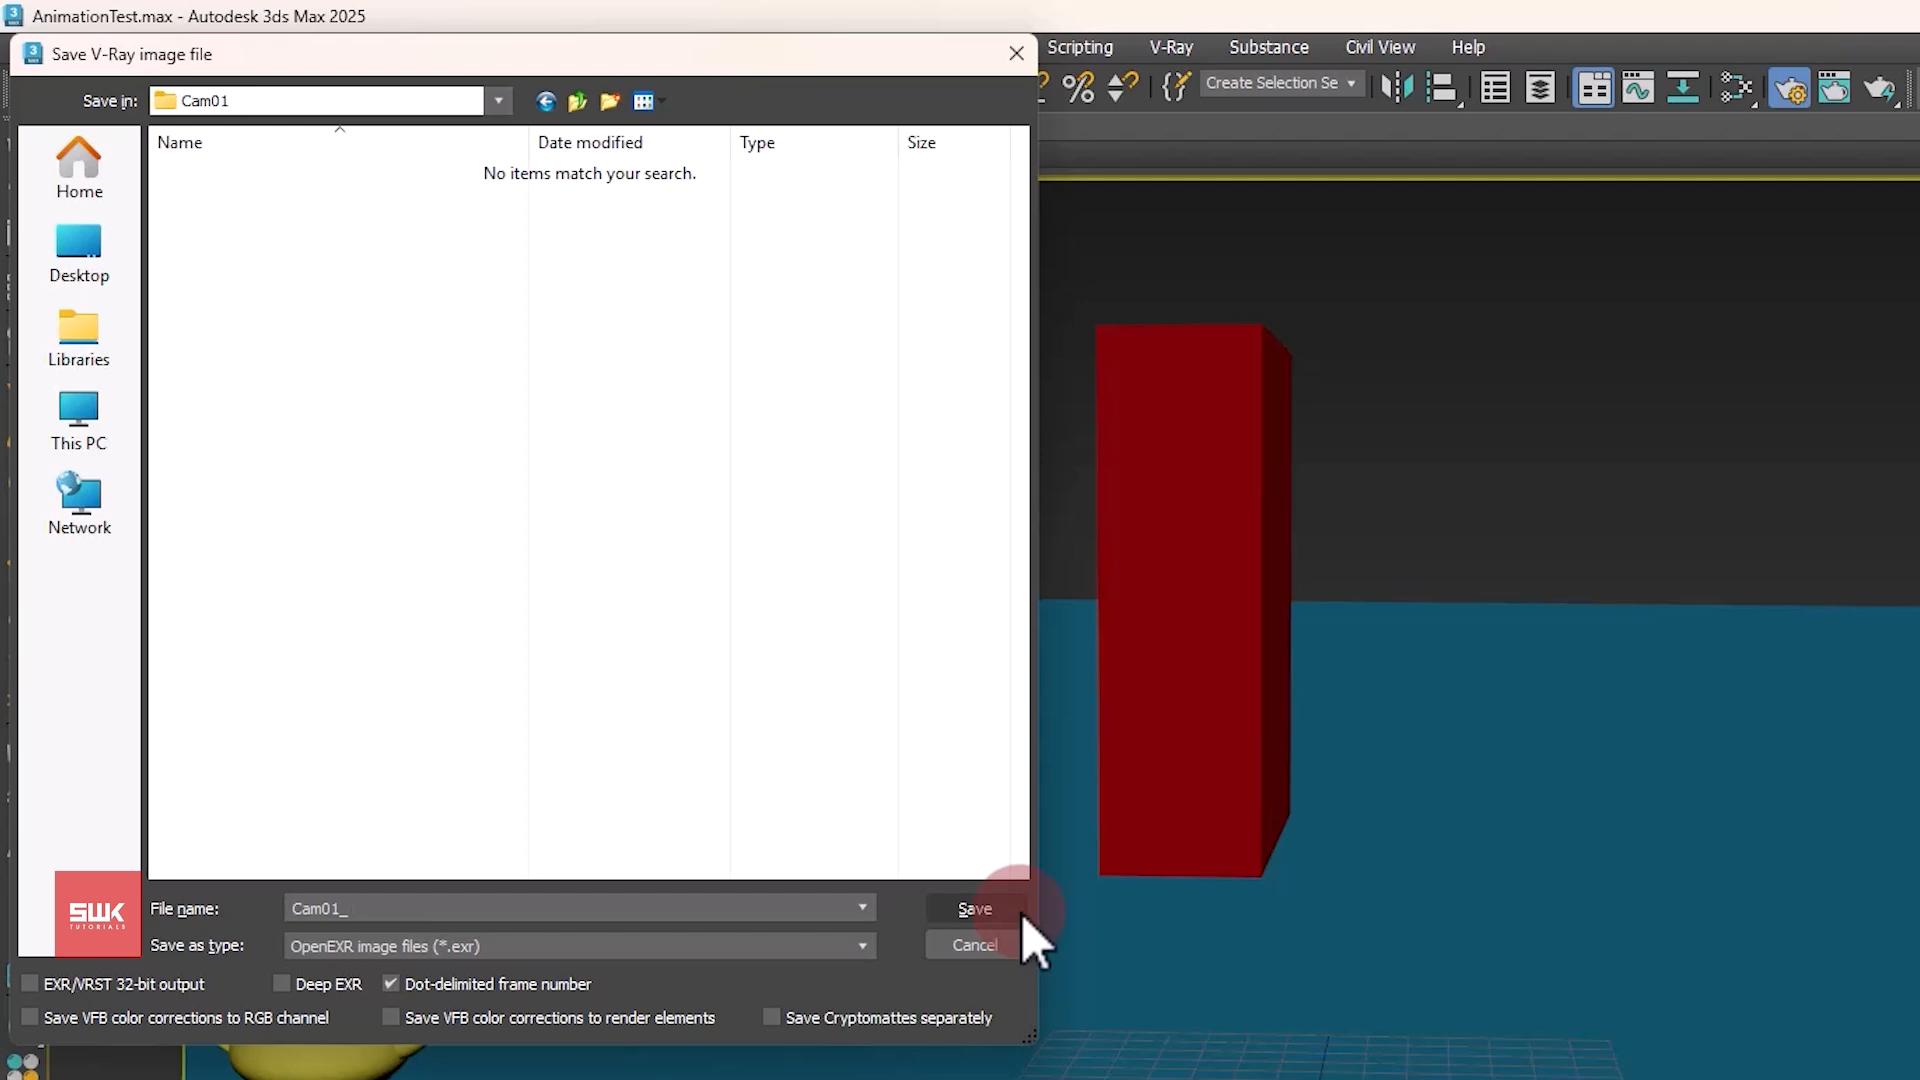 AnimationTest.max - Autodesk 3ds Max 2025
Save V-Ray image file
Scripting V-Ray Substance Civil View Help
Create Selection Se
Save in: Cam01
Name Date modified Type Size
No items match your search.
Home
Desktop
Libraries
This PC
Network
SWK
TUTORIALS
File name: Cam01_ Save
Save as type: OpenEXR image files (*.exr) Cancel
EXR/VRST 32-bit output Deep EXR Dot-delimited frame number
Save VFB color corrections to RGB channel Save VFB color corrections to render elements Save Cryptomattes separately